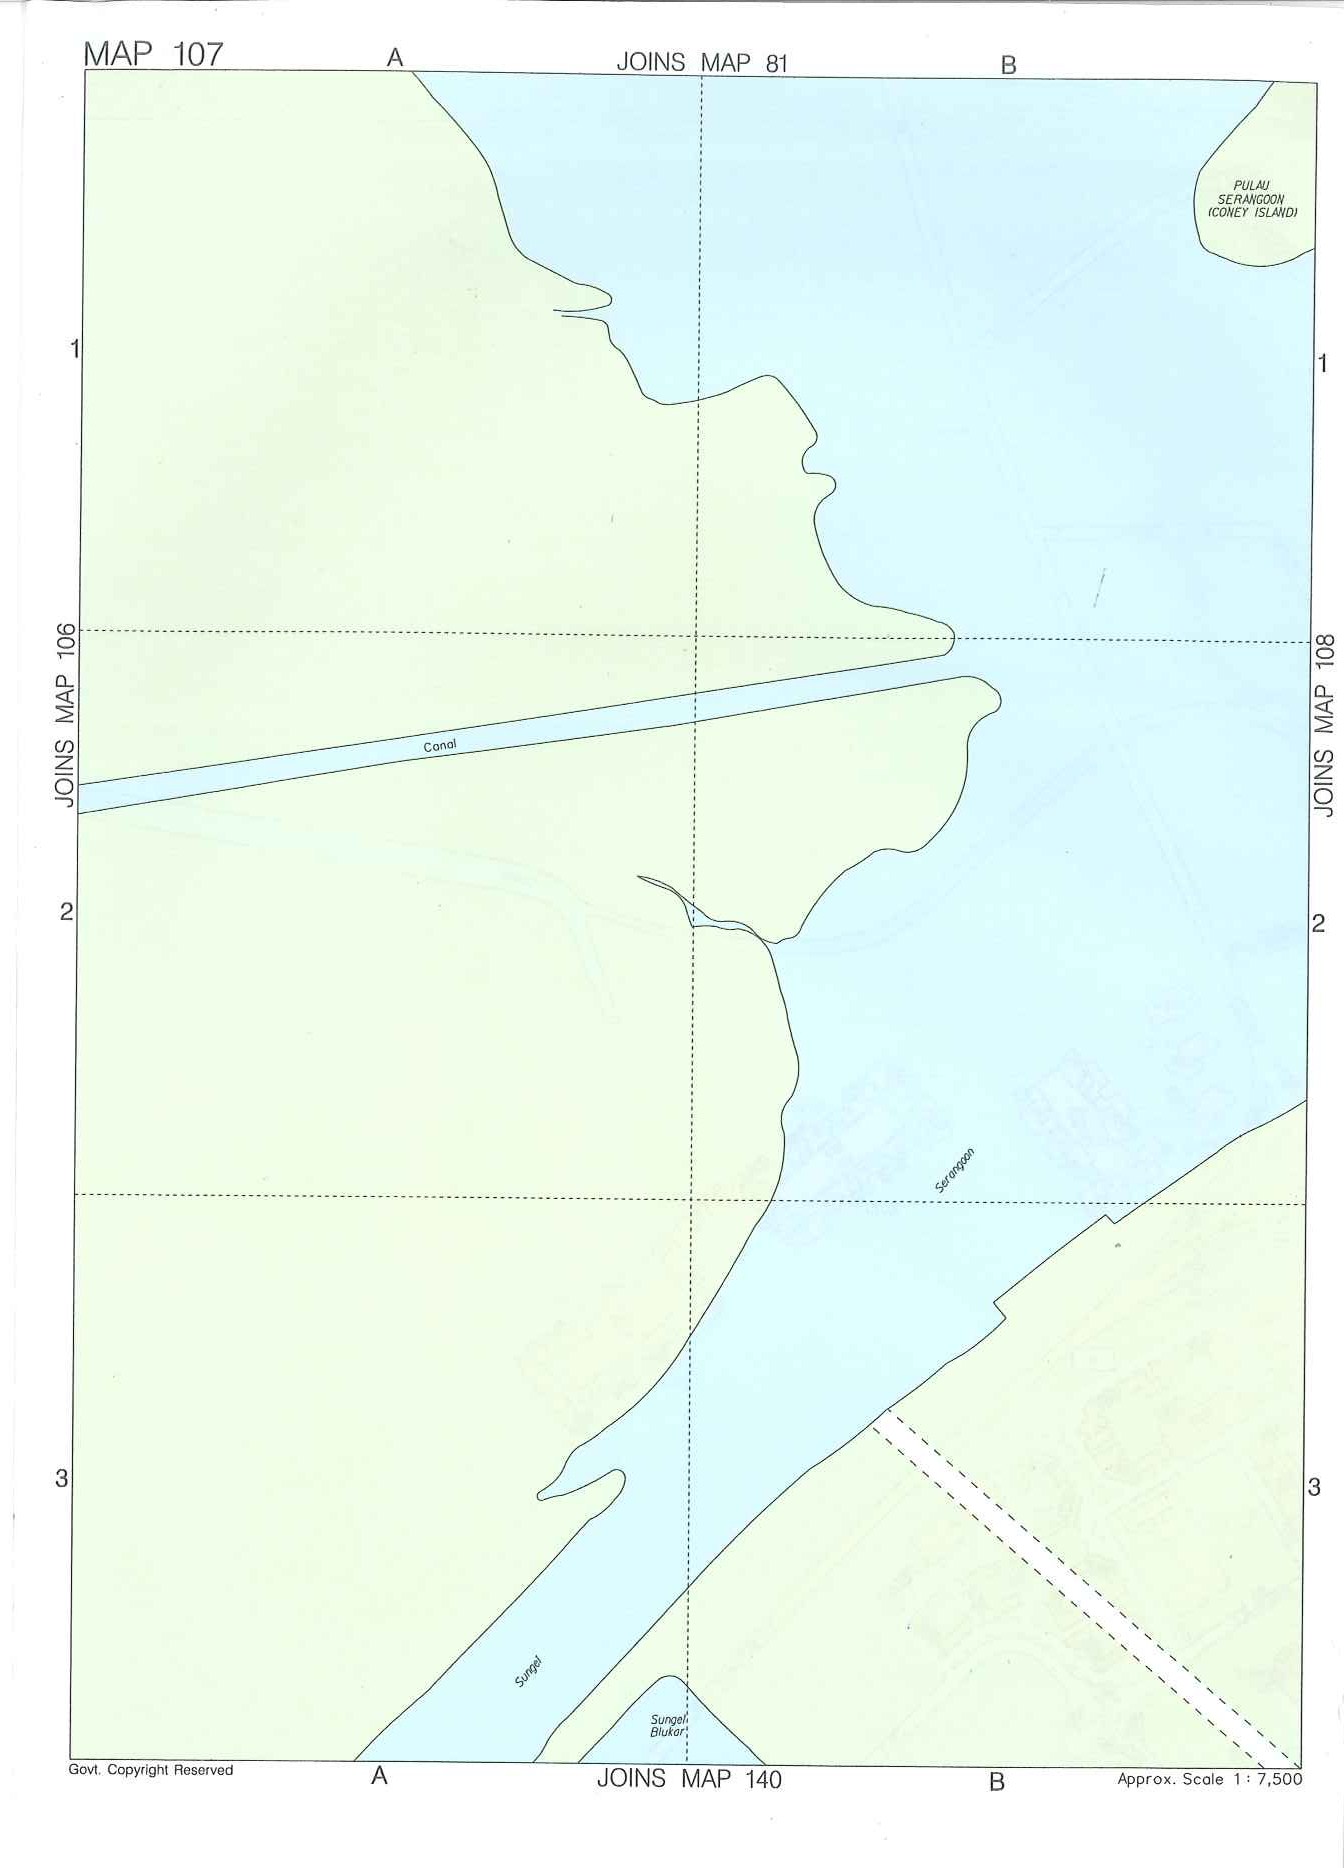 MAP 107
A
JOINS MAP 81
B
PULAU
SERANGOON
(CONEY ISLAND)
1
1
JOINS MAP 106
JOINS MAP 108
Canal
2
2
Serangoon
3
3
Sungei
Sungei
Blukar
Govt. Copyright Reserved
A
JOINS MAP 140
B
Approx. Scale 1 : 7,500